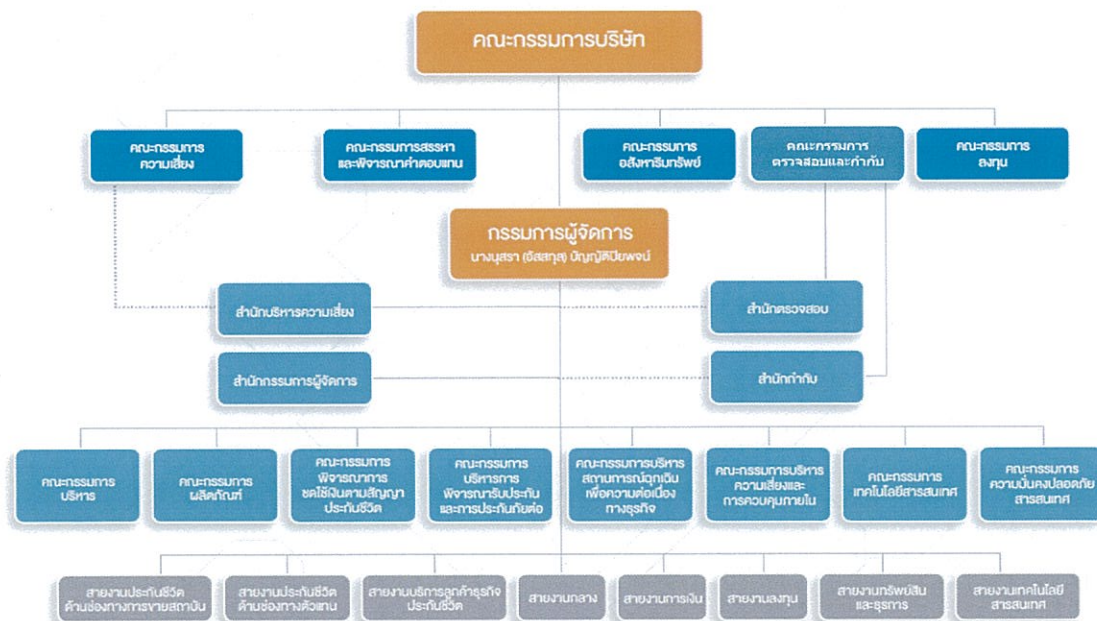 คณะกรรมการบริษัท
คณะกรรมการ
ความเสี่ยง
คณะกรรมการสรรหา
และพิจารณาค่าตอบแทน
คณะกรรมการ
อสังหาริมทรัพย์
คณะกรรมการ
ตรวจสอบและกำกับ
คณะกรรมการ
ลงทุน
กรรมการผู้จัดการ
นางนุสรา (อัสสกุล) บัญญัติปิยพจน์
สำนักบริหารความเสี่ยง
สำนักตรวจสอบ
สำนักกรรมการผู้จัดการ
สำนักกำกับ
คณะกรรมการ
บริหาร
คณะกรรมการ
ผลิตภัณฑ์
คณะกรรมการ
พิจารณาการ
ชดใช้เงินตามสัญญา
ประกันชีวิต
คณะกรรมการ
บริหารการ
พิจารณารับประกัน
และการประกันภัยต่อ
คณะกรรมการบริหาร
สถานการณ์ฉุกเฉิน
เพื่อความต่อเนื่อง
ทางธุรกิจ
คณะกรรมการบริหาร
ความเสี่ยงและ
การควบคุมภายใน
คณะกรรมการ
เทคโนโลยีสารสนเทศ
คณะกรรมการ
ความมั่นคงปลอดภัย
สารสนเทศ
สายงานประกันชีวิต
ด้านช่องทางการขายสถาบัน
สายงานประกันชีวิต
ด้านช่องทางตัวแทน
สายงานบริการลูกค้าธุรกิจ
ประกันชีวิต
สายงานกลาง
สายงานการเงิน
สายงานลงทุน
สายงานทรัพย์สิน
และธุรการ
สายงานเทคโนโลยี
สารสนเทศ